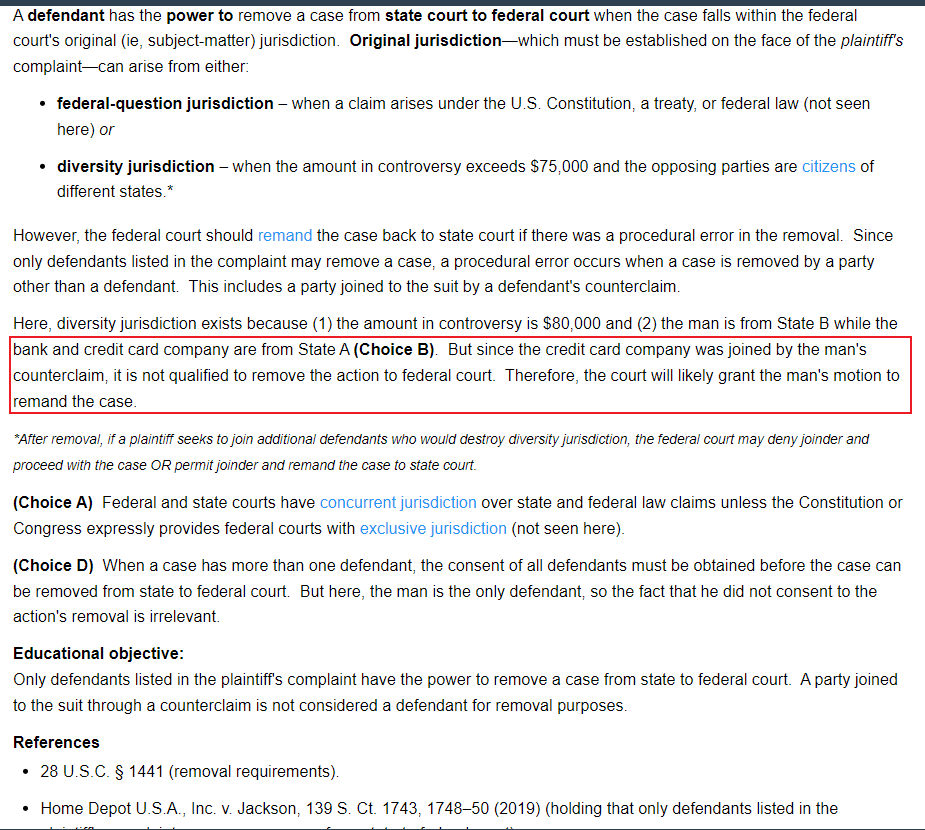 A defendant has the power to remove a case from state court to federal court when the case falls within the federal
court's original (ie, subject-matter) jurisdiction.  Original jurisdiction—which must be established on the face of the plaintiff's
complaint—can arise from either:
• federal-question jurisdiction – when a claim arises under the U.S. Constitution, a treaty, or federal law (not seen
here) or
• diversity jurisdiction – when the amount in controversy exceeds $75,000 and the opposing parties are citizens of
different states.*
However, the federal court should remand the case back to state court if there was a procedural error in the removal.  Since
only defendants listed in the complaint may remove a case, a procedural error occurs when a case is removed by a party
other than a defendant.  This includes a party joined to the suit by a defendant's counterclaim.
Here, diversity jurisdiction exists because (1) the amount in controversy is $80,000 and (2) the man is from State B while the
bank and credit card company are from State A (Choice B).  But since the credit card company was joined by the man's
counterclaim, it is not qualified to remove the action to federal court.  Therefore, the court will likely grant the man's motion to
remand the case.
*After removal, if a plaintiff seeks to join additional defendants who would destroy diversity jurisdiction, the federal court may deny joinder and
proceed with the case OR permit joinder and remand the case to state court.
(Choice A)  Federal and state courts have concurrent jurisdiction over state and federal law claims unless the Constitution or
Congress expressly provides federal courts with exclusive jurisdiction (not seen here).
(Choice D)  When a case has more than one defendant, the consent of all defendants must be obtained before the case can
be removed from state to federal court.  But here, the man is the only defendant, so the fact that he did not consent to the
action's removal is irrelevant.
Educational objective:
Only defendants listed in the plaintiff's complaint have the power to remove a case from state to federal court.  A party joined
to the suit through a counterclaim is not considered a defendant for removal purposes.
References
• 28 U.S.C. § 1441 (removal requirements).
• Home Depot U.S.A., Inc. v. Jackson, 139 S. Ct. 1743, 1748–50 (2019) (holding that only defendants listed in the